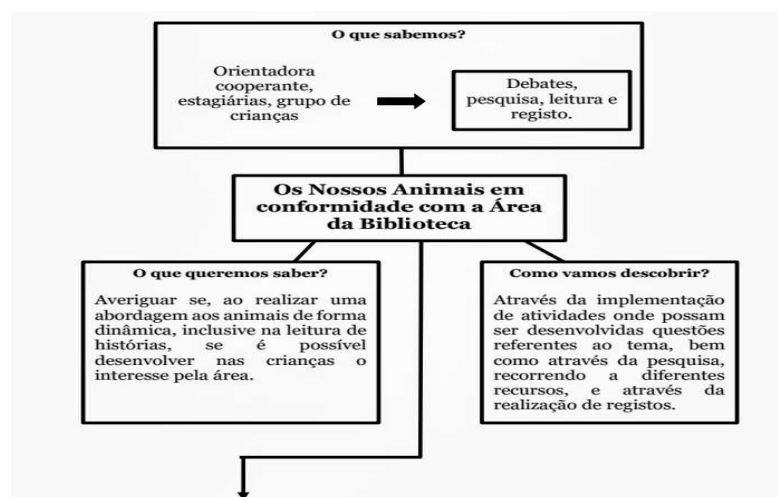 O que sabemos?
Orientadora
cooperante,
estagiárias, grupo de
crianças
Debates,
pesquisa, leitura e
registo.
Os Nossos Animais em
conformidade com a Área
da Biblioteca
O que queremos saber?
Averiguar se, ao realizar uma
abordagem aos animais de forma
dinâmica, inclusive na leitura de
histórias, se é possível
desenvolver nas crianças o
interesse pela área.
Como vamos descobrir?
Através da implementação
de atividades onde possam
ser desenvolvidas questões
referentes ao tema, bem
como através da pesquisa,
recorrendo a diferentes
recursos, e através da
realização de registos.